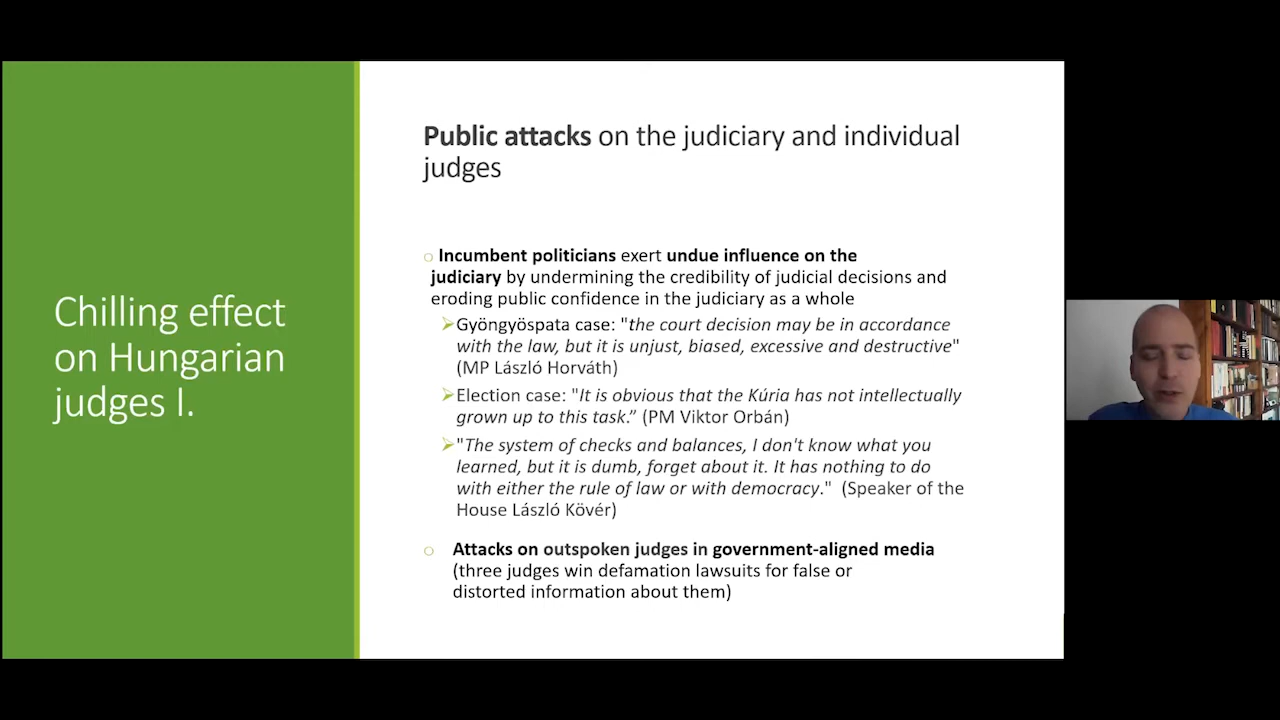 Chilling effect
on Hungarian
judges I.
Public attacks on the judiciary and individual
judges
o Incumbent politicians exert undue influence on the
judiciary by undermining the credibility of judicial decisions and
eroding public confidence in the judiciary as a whole
➢Gyöngyöspata case: "the court decision may be in accordance
with the law, but it is unjust, biased, excessive and destructive"
(MP László Horváth)
➢Election case: "It is obvious that the Kúria has not intellectually
grown up to this task.” (PM Viktor Orbán)
➢"The system of checks and balances, I don't know what you
learned, but it is dumb, forget about it. It has nothing to do
with either the rule of law or with democracy." (Speaker of the
House László Kövér)
o Attacks on outspoken judges in government-aligned media
(three judges win defamation lawsuits for false or
distorted information about them)